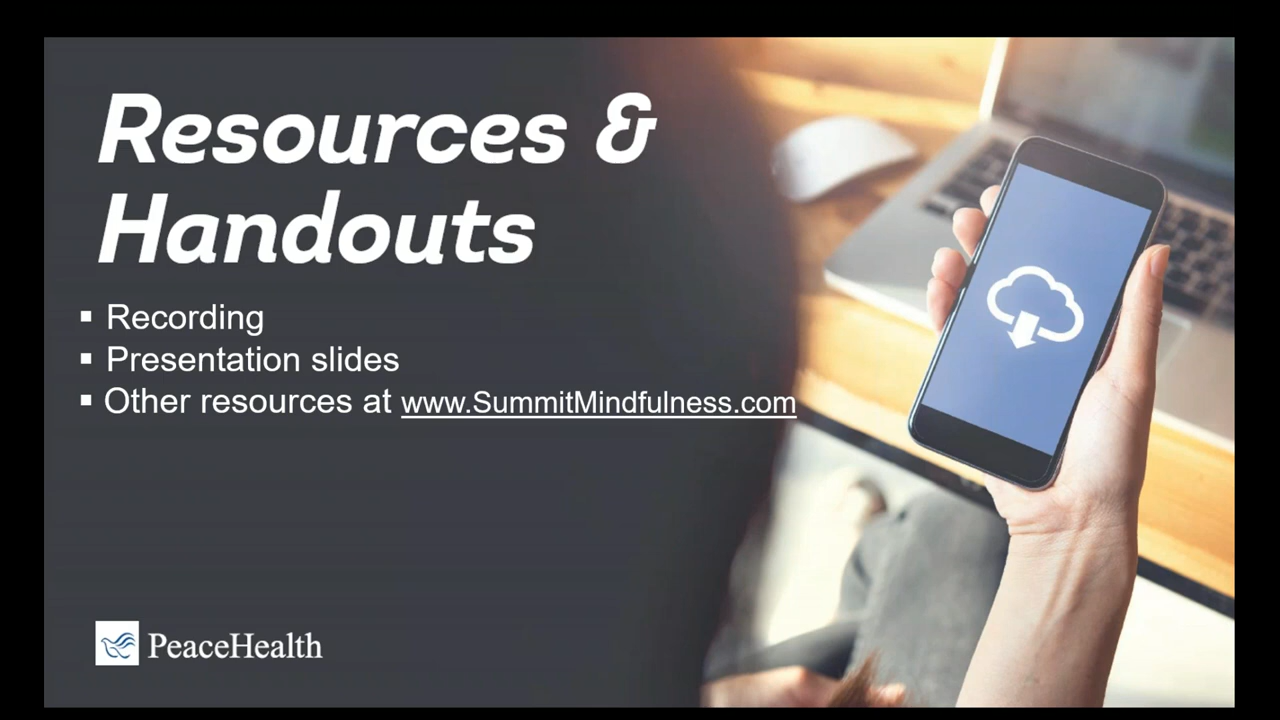 Resources &
Handouts
▪ Recording
▪ Presentation slides
▪ Other resources at www.SummitMindfulness.com
PeaceHealth